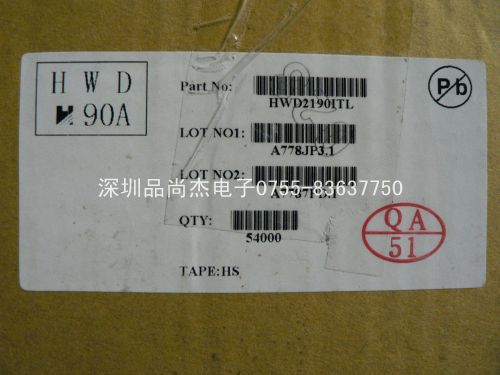 H W D
90A
Part No:
HWD2190ITL
LOT NO1:
A778JP3.1
LOT NO2:
深圳品尚杰电子0755-83637750
QTY:
54000
TAPE:HS
Pb
QA
51